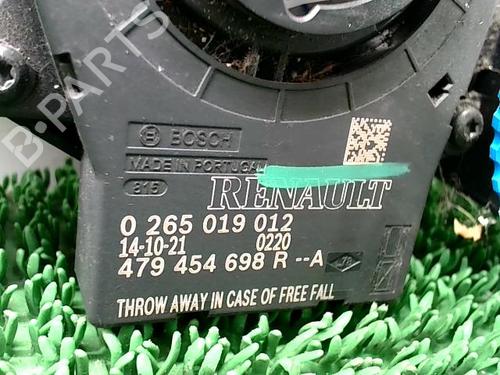 B-PARTS
BOSCH
MADE IN PORTUGAL
815
RENAULT
0 265 019 012
14-10-21 0220
479 454 698 R --A
THROW AWAY IN CASE OF FREE FALL